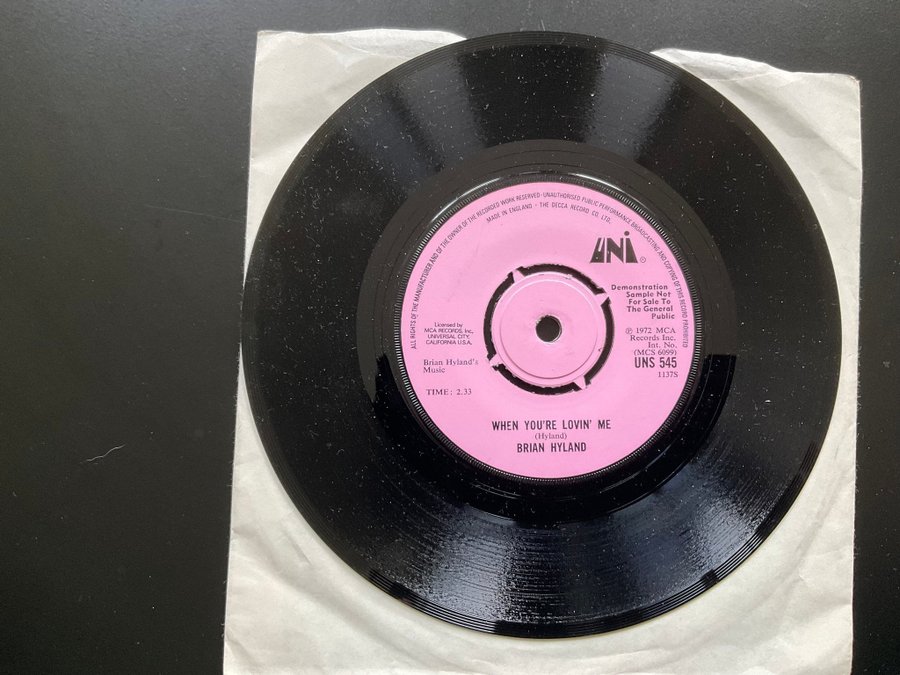 ALL RIGHTS OF THE MANUFACTURER AND OF THE OWNER OF THE RECORDED WORK RESERVED · UNAUTHORISED PUBLIC PERFORMANCE BROADCASTING AND COPYING OF THIS RECORD PROHIBITED
MADE IN ENGLAND · THE DECCA RECORD CO. LTD.
UNI ®
Demonstration
Sample Not
For Sale To
The General
Public
Licensed by
MCA RECORDS, Inc.,
UNIVERSAL CITY,
CALIFORNIA U.S.A.
℗ 1972 MCA
Records Inc.
Int. No.
(MCS 6099)
UNS 545
1137S
Brian Hyland's
Music
TIME: 2.33
WHEN YOU'RE LOVIN' ME
(Hyland)
BRIAN HYLAND